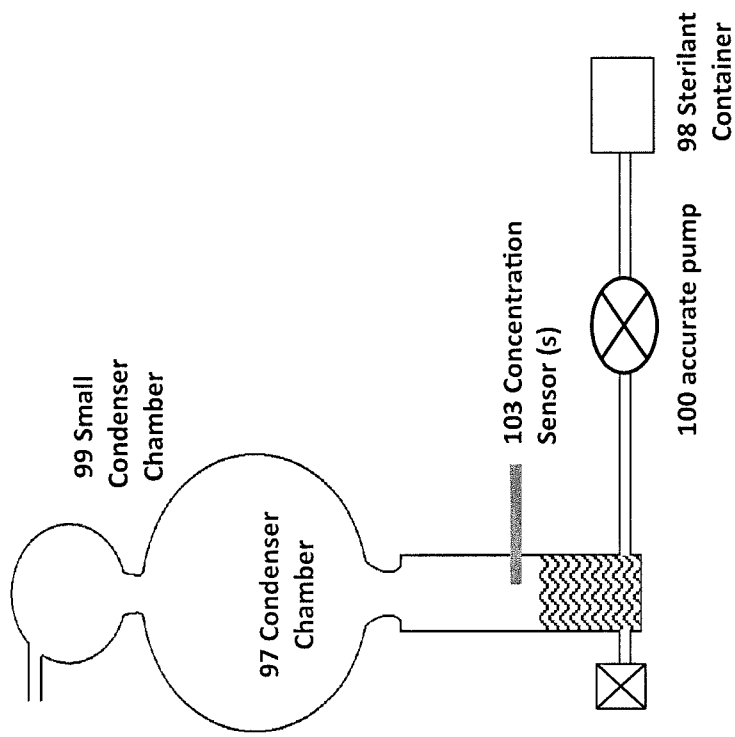 99 Small
Condenser
Chamber
97 Condenser
Chamber
103 Concentration
Sensor (s)
100 accurate pump
98 Sterilant
Container